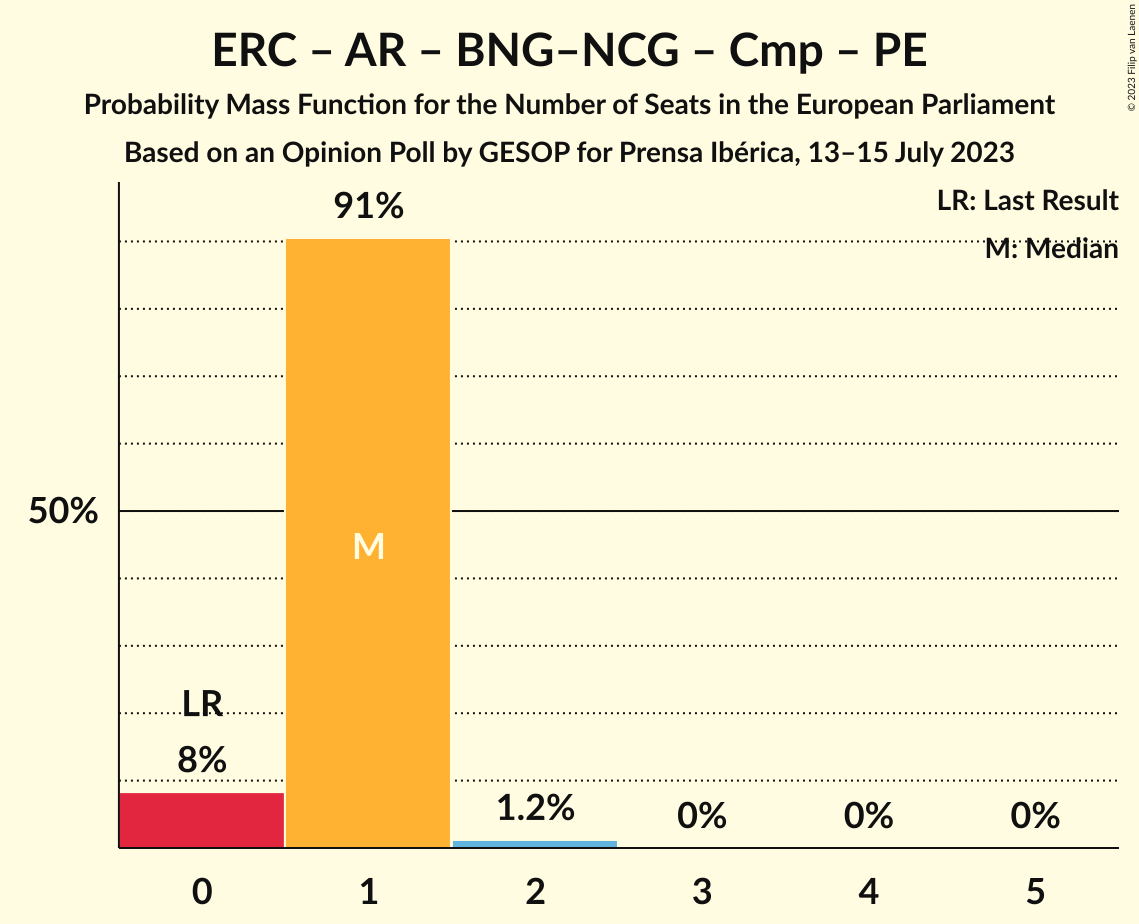 ERC – AR – BNG–NCG – Cmp – PE
Probability Mass Function for the Number of Seats in the European Parliament
Based on an Opinion Poll by GESOP for Prensa Ibérica, 13–15 July 2023
© 2023 Filip van Laenen
LR: Last Result
M: Median
91%
50%
M
LR
8%
1.2%
0%
0%
0%
0
1
2
3
4
5